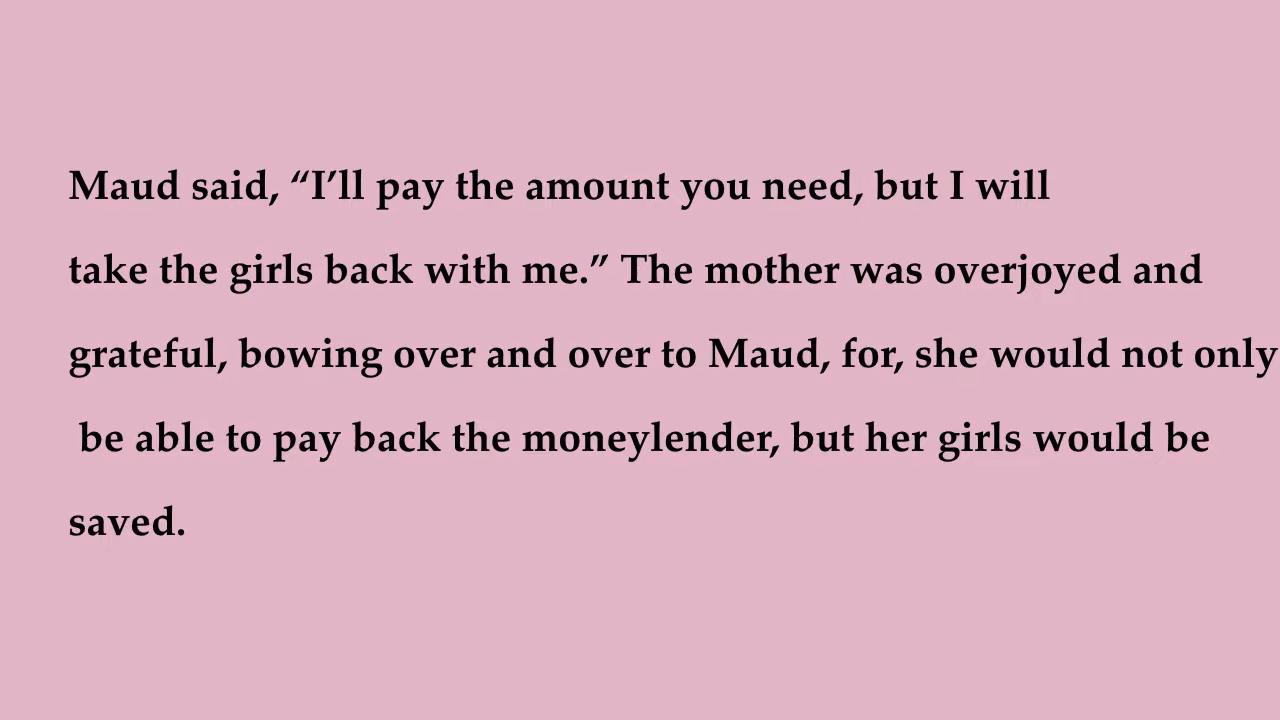 Maud said, “I’ll pay the amount you need, but I will
take the girls back with me.” The mother was overjoyed and
grateful, bowing over and over to Maud, for, she would not only
be able to pay back the moneylender, but her girls would be
saved.